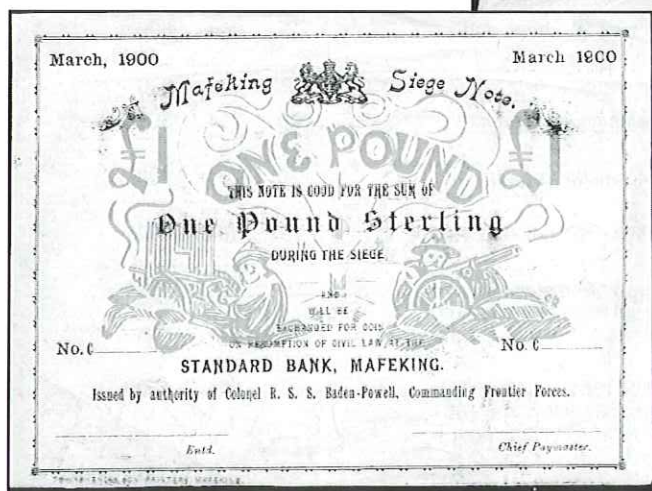 March, 1900 March 1900
Mafeking Siege Note.
£1 ONE POUND £1
THIS NOTE IS GOOD FOR THE SUM OF
One Pound Sterling
DURING THE SIEGE
AND
WILL BE
EXCHANGED FOR COIN
ON RESUMPTION OF CIVIL LAW, AT THE
No. C No. C
STANDARD BANK, MAFEKING.
Issued by authority of Colonel R. S. S. Baden-Powell, Commanding Frontier Forces.
Entd. Chief Paymaster.
PRINTERS, MAFEKING.